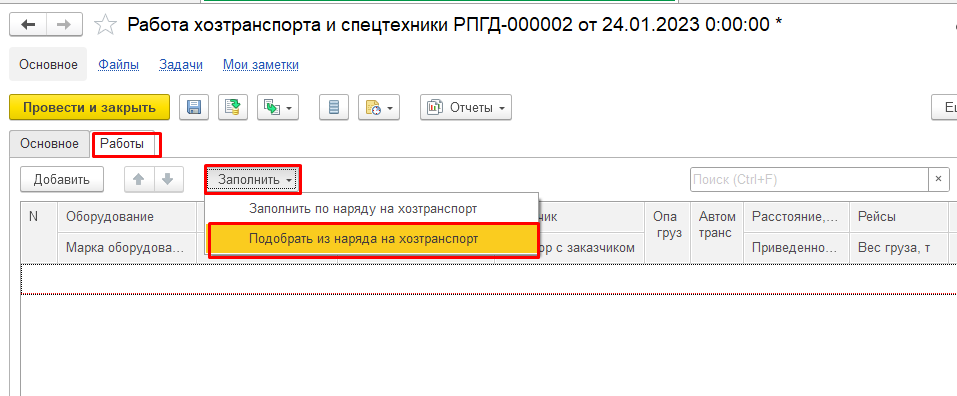 Работа хозтранспорта и спецтехники РПГД-000002 от 24.01.2023 0:00:00 *
Основное Файлы Задачи Мои заметки
Провести и закрыть Отчеты
Основное Работы
Добавить Заполнить Поиск (Ctrl+F) ×
Заполнить по наряду на хозтранспорт
Подобрать из наряда на хозтранспорт
N Оборудование чик Опа груз Автом транс Расстояние,... Рейсы
Марка оборудова... ор с заказчиком Приведенно... Вес груза, т